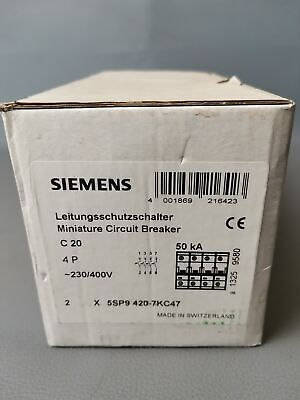 SIEMENS
4 001869 216423
Leitungsschutzschalter
Miniature Circuit Breaker
CE
C 20
50 kA
4 P
~230/400V
1325 9580
2 X 5SP9 420-7KC47
MADE IN SWITZERLAND